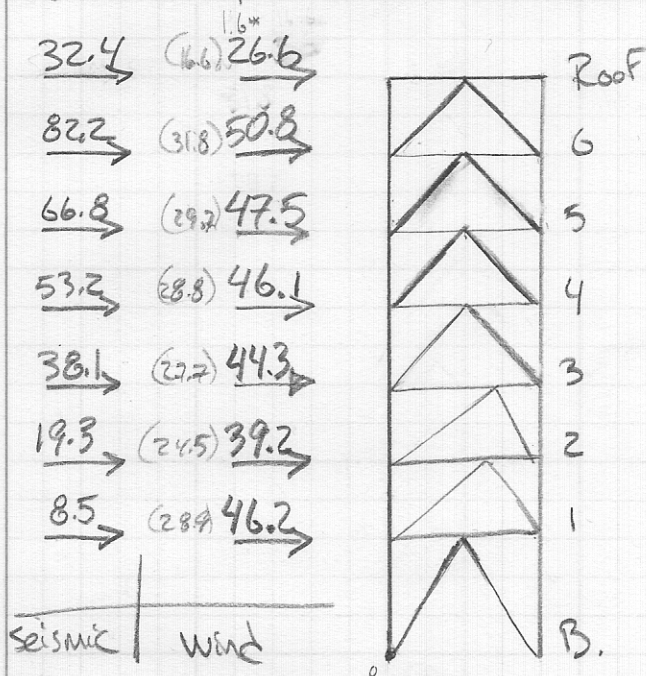 1.6*
32.4 (16.6) 26.6 Roof
82.2 (31.8) 50.8 6
66.8 (29.7) 47.5 5
53.2 (28.8) 46.1 4
38.1 (27.7) 44.3 3
19.3 (24.5) 39.2 2
8.5 (28.9) 46.2 1
seismic Wind B.